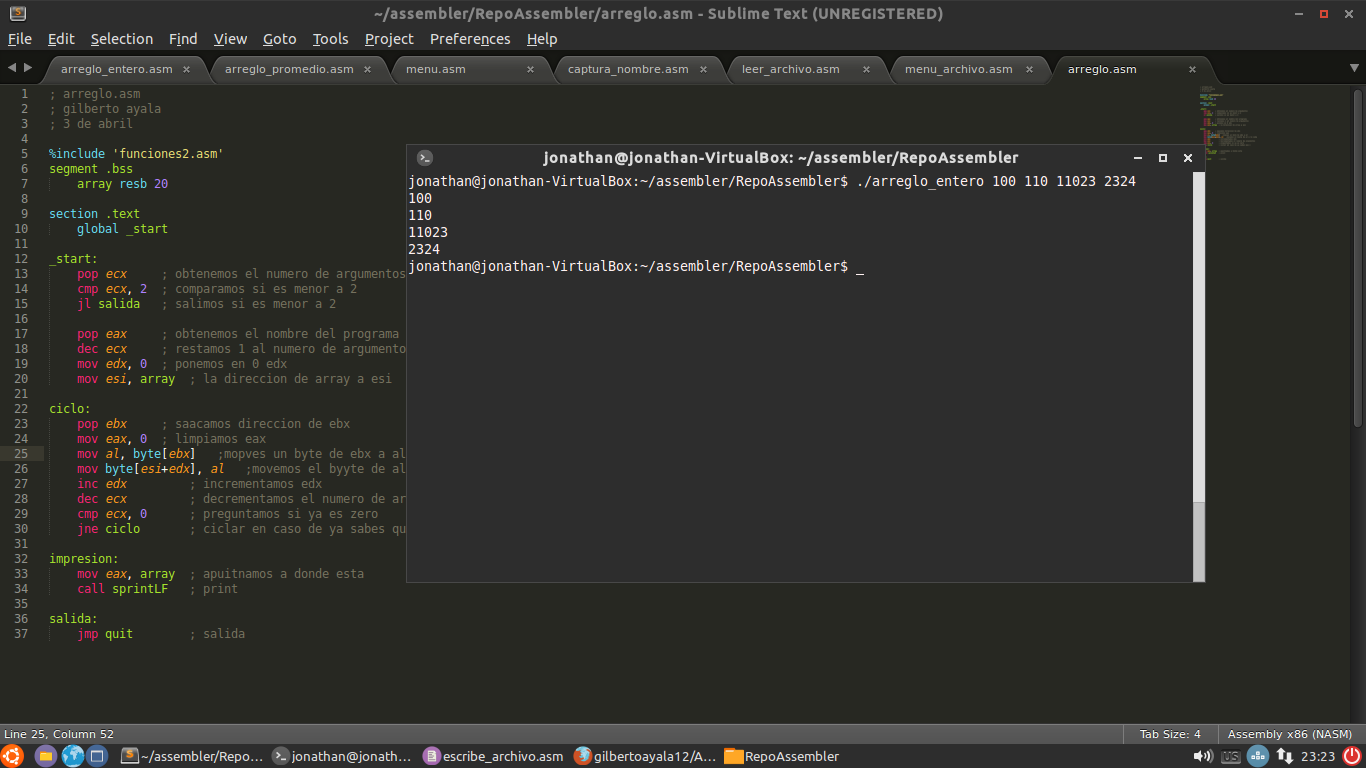 ~/assembler/RepoAssembler/arreglo.asm - Sublime Text (UNREGISTERED)
File Edit Selection Find View Goto Tools Project Preferences Help
arreglo_entero.asm × arreglo_promedio.asm × menu.asm × captura_nombre.asm × leer_archivo.asm × menu_archivo.asm × arreglo.asm ×
1 ; arreglo.asm
2 ; gilberto ayala
3 ; 3 de abril
4
5 %include 'funciones2.asm'
6 segment .bss
7 array resb 20
8
9 section .text
10 global _start
11
12 _start:
13 pop ecx ; obtenemos el numero de argumentos
14 cmp ecx, 2 ; comparamos si es menor a 2
15 jl salida ; salimos si es menor a 2
16
17 pop eax ; obtenemos el nombre del programa
18 dec ecx ; restamos 1 al numero de argumento
19 mov edx, 0 ; ponemos en 0 edx
20 mov esi, array ; la direccion de array a esi
21
22 ciclo:
23 pop ebx ; saacamos direccion de ebx
24 mov eax, 0 ; limpiamos eax
25 mov al, byte[ebx] ;mopves un byte de ebx a al
26 mov byte[esi+edx], al ;movemos el byyte de al
27 inc edx ; incrementamos edx
28 dec ecx ; decrementamos el numero de ar
29 cmp ecx, 0 ; preguntamos si ya es zero
30 jne ciclo ; ciclar en caso de ya sabes qu
31
32 impresion:
33 mov eax, array ; apuitnamos a donde esta
34 call sprintLF ; print
35
36 salida:
37 jmp quit ; salida
jonathan@jonathan-VirtualBox: ~/assembler/RepoAssembler
jonathan@jonathan-VirtualBox:~/assembler/RepoAssembler$ ./arreglo_entero 100 110 11023 2324
100
110
11023
2324
jonathan@jonathan-VirtualBox:~/assembler/RepoAssembler$ _
Line 25, Column 52 Tab Size: 4 Assembly x86 (NASM)
~/assembler/Repo... jonathan@jonath... escribe_archivo.asm gilbertoayala12/A... RepoAssembler US 23:23